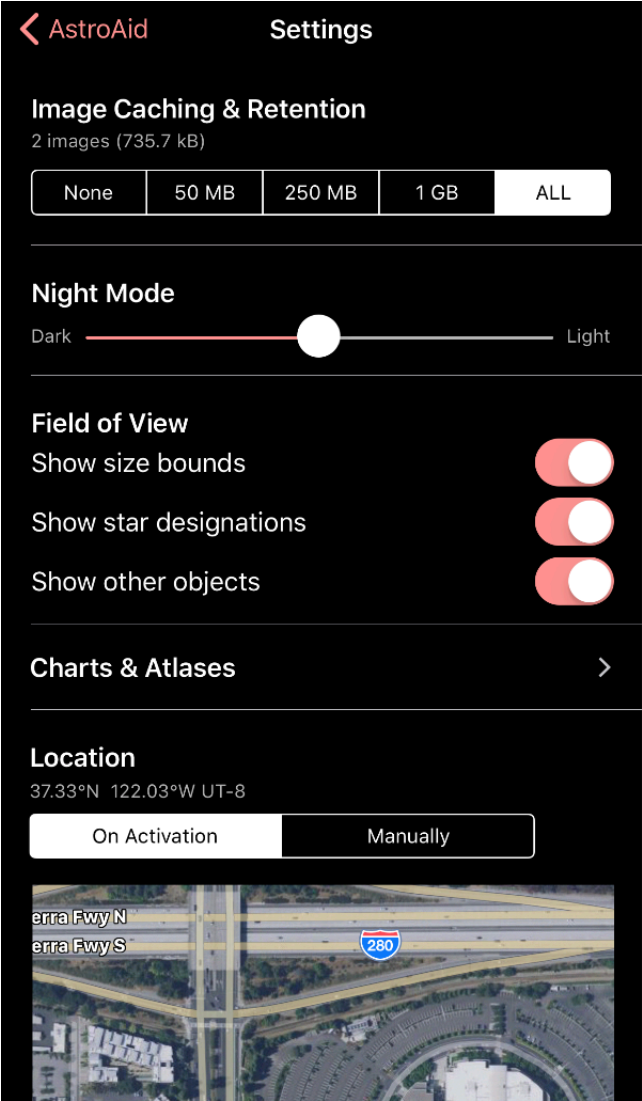 AstroAid Settings
Image Caching & Retention
2 images (735.7 kB)
None 50 MB 250 MB 1 GB ALL
Night Mode
Dark Light
Field of View
Show size bounds
Show star designations
Show other objects
Charts & Atlases
Location
37.33°N 122.03°W UT-8
On Activation Manually
erra Fwy N
erra Fwy S
280